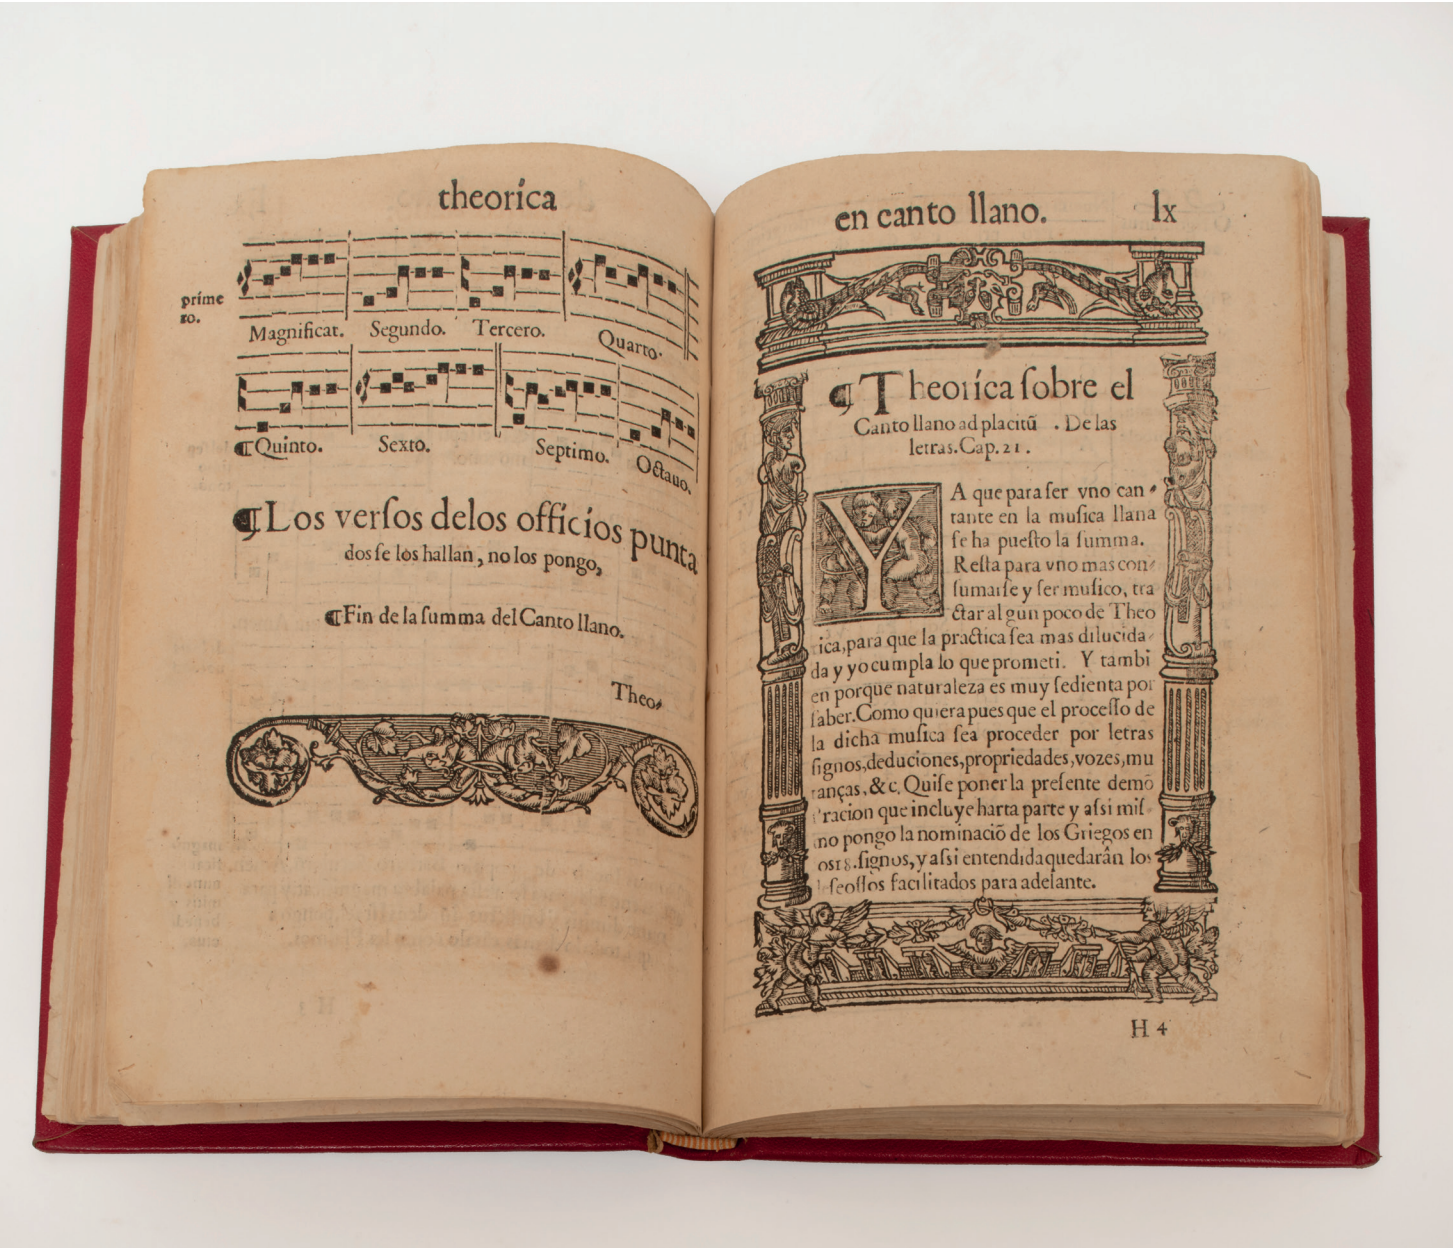 theorica
prime
ro.
Magnificat. Segundo. Tercero. Quarto.
¶Quinto. Sexto. Septimo. Octauo.
¶Los versos delos officios punta
dos se los hallan, no los pongo,
¶Fin de la summa del Canto llano.
Theo⸗
en canto llano. lx
¶Theorica sobre el
Canto llano ad placitũ . De las
letras. Cap. 21.
YA que para ser vno can⸗
tante en la musica llana
se ha puesto la summa.
Resta para vno mas con⸗
sumarse y ser musico, tra
ctar algun poco de Theo
rica, para que la practica sea mas dilucida⸗
da y yo cumpla lo que prometi. Y tambi
en porque naturaleza es muy sedienta por
saber. Como quiera pues que el processo de
la dicha musica sea proceder por letras
signos, deduciones, propriedades, vozes, mu
tanças, &c. Quise poner la presente demõ
stracion que incluye harta parte y assi mis⸗
mo pongo la nominaciõ de los Griegos en
los 18. signos, y assi entendida quedarân los
desseossos facilitados para adelante.
H 4